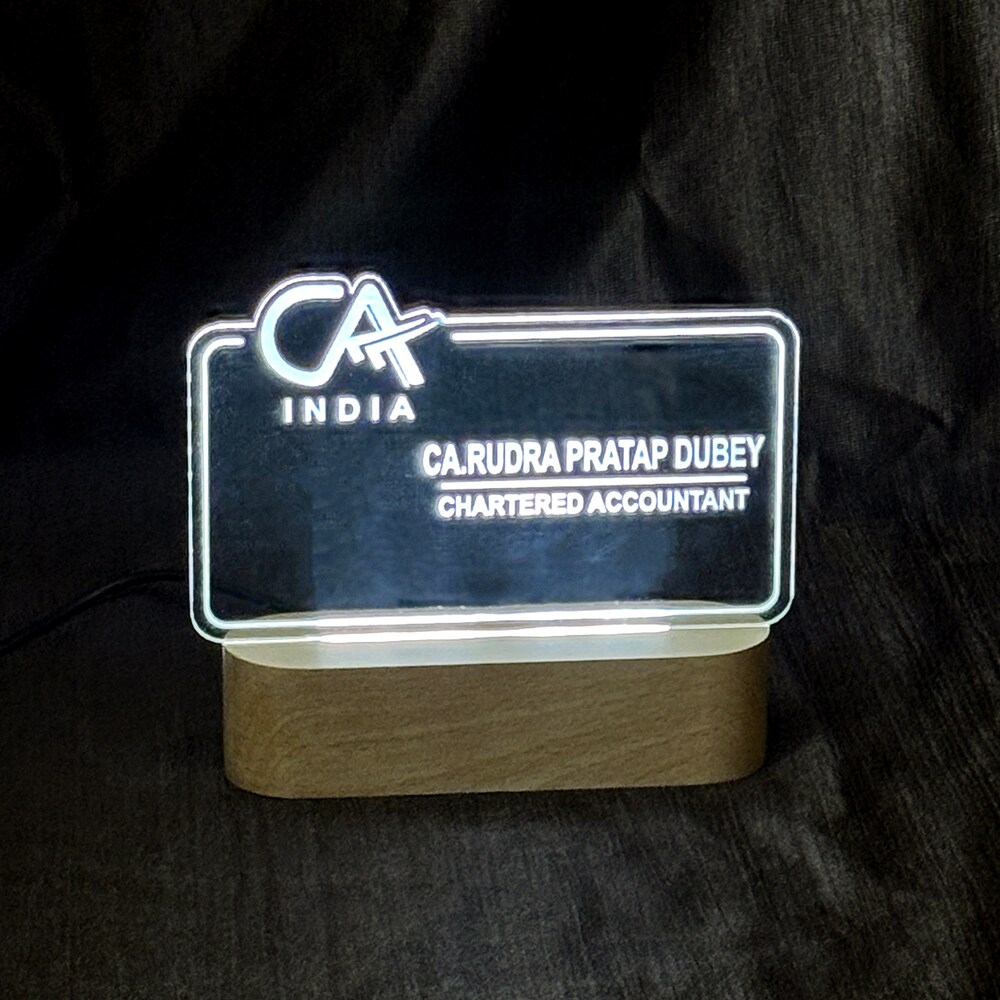 CA
INDIA
CA.RUDRA PRATAP DUBEY
CHARTERED ACCOUNTANT